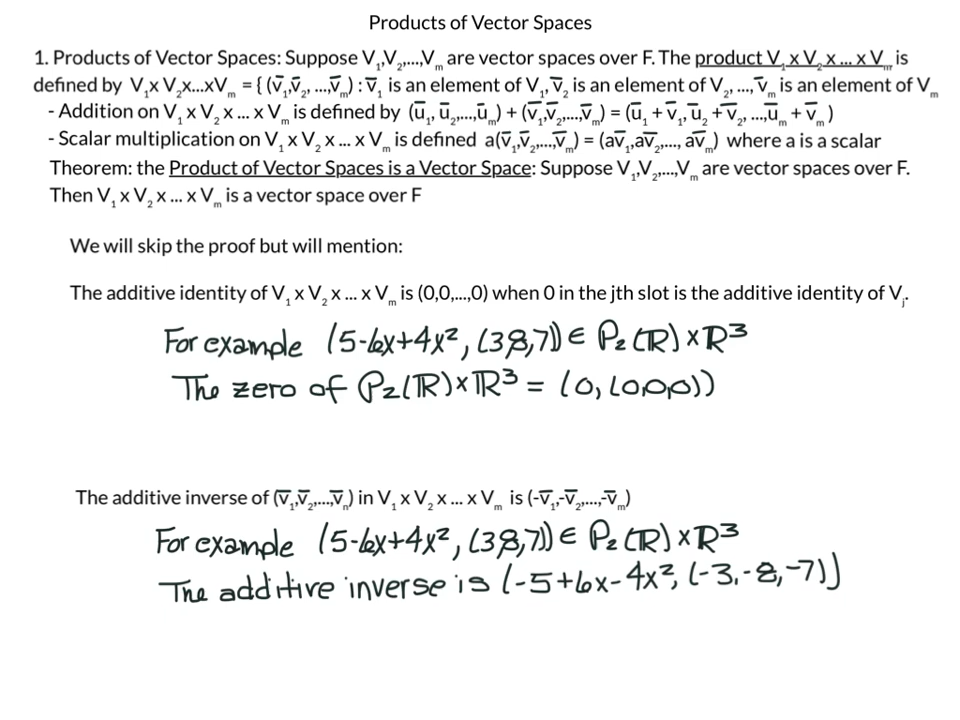 Products of Vector Spaces
1. Products of Vector Spaces: Suppose V₁,V₂,...,Vₘ are vector spaces over F. The product V₁ x V₂ x ... x Vₘ is
defined by V₁x V₂x...xVₘ = { (v̅₁,v̅₂, ...,v̅ₘ) : v̅₁ is an element of V₁, v̅₂ is an element of V₂, ..., v̅ₘ is an element of Vₘ
- Addition on V₁ x V₂ x ... x Vₘ is defined by (u̅₁, u̅₂,...,u̅ₘ) + (v̅₁,v̅₂,...,v̅ₘ) = (u̅₁ + v̅₁, u̅₂ + v̅₂, ...,u̅ₘ + v̅ₘ )
- Scalar multiplication on V₁ x V₂ x ... x Vₘ is defined a(v̅₁,v̅₂,...,v̅ₘ) = (av̅₁,av̅₂,..., av̅ₘ) where a is a scalar
Theorem: the Product of Vector Spaces is a Vector Space: Suppose V₁,V₂,...,Vₘ are vector spaces over F.
Then V₁ x V₂ x ... x Vₘ is a vector space over F
We will skip the proof but will mention:
The additive identity of V₁ x V₂ x ... x Vₘ is (0,0,...,0) when 0 in the jth slot is the additive identity of Vⱼ.
For example (5-6x+4x², (3,8,7)) ∈ P₂(ℝ) × ℝ³
The zero of P₂(ℝ) × ℝ³ = (0, (0,0,0))
The additive inverse of (v̅₁,v̅₂,...,v̅ₙ) in V₁ x V₂ x ... x Vₘ is (-v̅₁,-v̅₂,...,-v̅ₘ)
For example (5-6x+4x², (3,8,7)) ∈ P₂(ℝ) × ℝ³
The additive inverse is (-5+6x-4x², (-3,-8,-7))